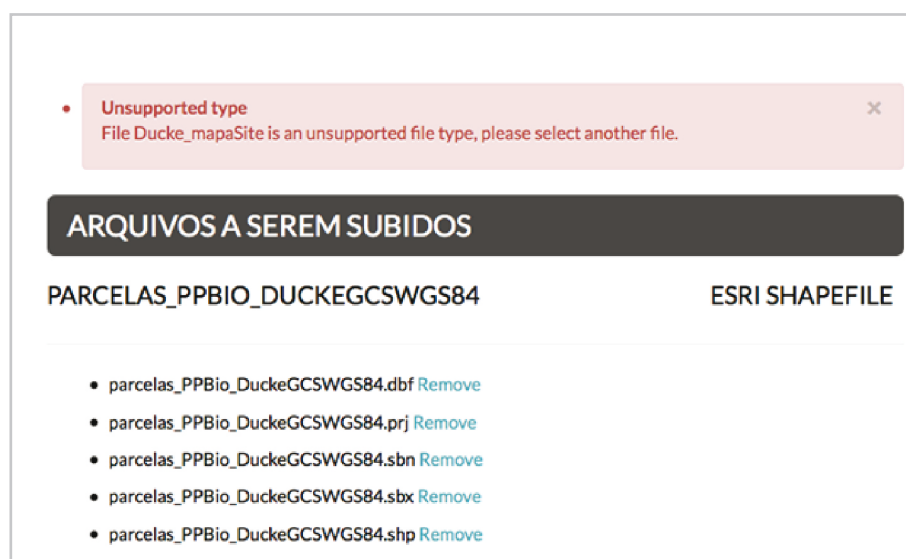 Unsupported type
File Ducke_mapaSite is an unsupported file type, please select another file.
×
ARQUIVOS A SEREM SUBIDOS
PARCELAS_PPBIO_DUCKEGCSWGS84 ESRI SHAPEFILE
parcelas_PPBio_DuckeGCSWGS84.dbf Remove
parcelas_PPBio_DuckeGCSWGS84.prj Remove
parcelas_PPBio_DuckeGCSWGS84.sbn Remove
parcelas_PPBio_DuckeGCSWGS84.sbx Remove
parcelas_PPBio_DuckeGCSWGS84.shp Remove